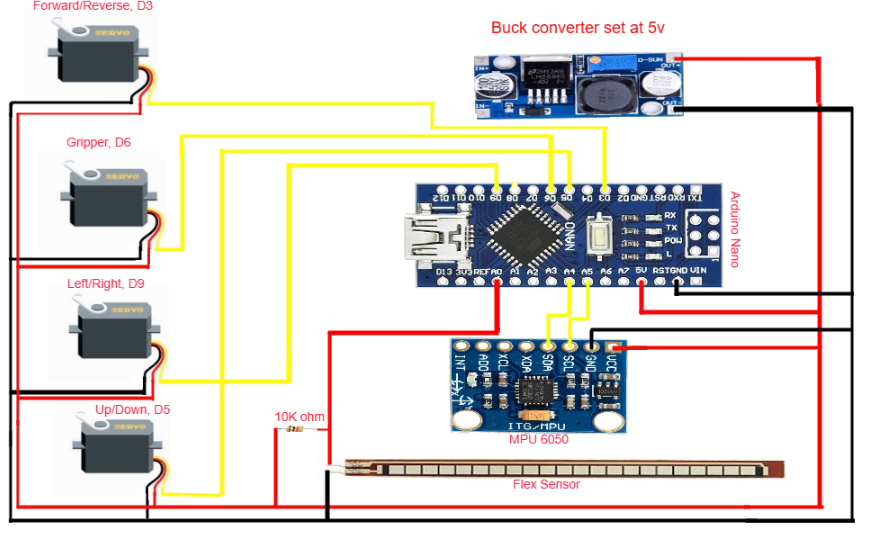 Forward/Reverse, D3
SERVO
Buck converter set at 5v
IN+
D-SUN
OUT+
IN-
OUT-
Gripper, D6
SERVO
D12 D11 D10 D9 D8 D7 D6 D5 D4 D3 D2 GND RST RX0 TX1
NANO
RX
TX
POW
L
Arduino Nano
D13 3V3 REF A0 A1 A2 A3 A4 A5 A6 A7 5V RST GND VIN
Left/Right, D9
SERVO
INT ADO XCL XDA SDA SCL GND VCC
ITG/MPU
MPU 6050
Up/Down, D5
SERVO
10K ohm
Flex Sensor